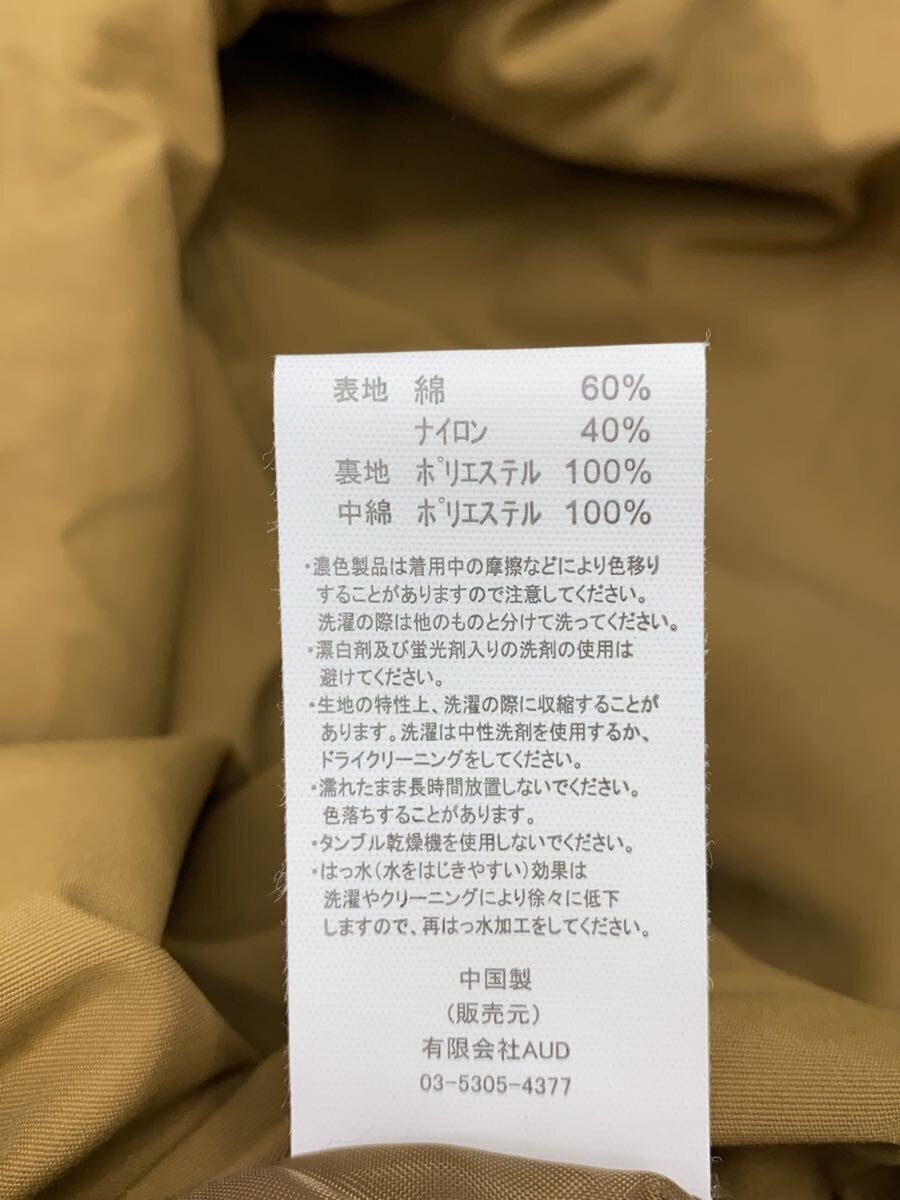 表地 綿 60%
ナイロン 40%
裏地 ポリエステル 100%
中綿 ポリエステル 100%
・濃色製品は着用中の摩擦などにより色移り
することがありますので注意してください。
洗濯の際は他のものと分けて洗ってください。
・漂白剤及び蛍光剤入りの洗剤の使用は
避けてください。
・生地の特性上、洗濯の際に収縮することが
あります。洗濯は中性洗剤を使用するか、
ドライクリーニングをしてください。
・濡れたまま長時間放置しないでください。
色落ちすることがあります。
・タンブル乾燥機を使用しないでください。
・はっ水(水をはじきやすい)効果は
洗濯やクリーニングにより徐々に低下
しますので、再はっ水加工をしてください。
中国製
(販売元)
有限会社AUD
03-5305-4377